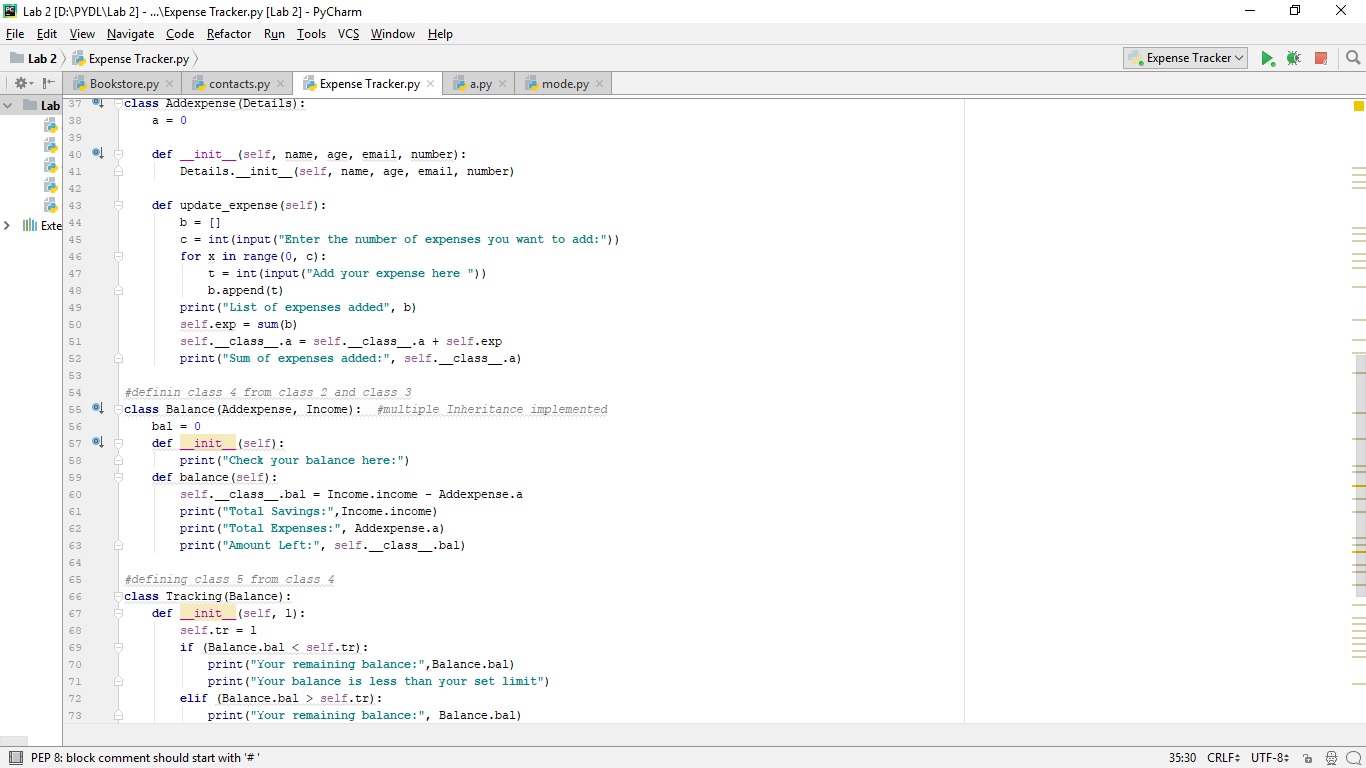 Lab 2 [D:\PYDL\Lab 2] - ...\Expense Tracker.py [Lab 2] - PyCharm
File Edit View Navigate Code Refactor Run Tools VCS Window Help
Lab 2 Expense Tracker.py Expense Tracker
Bookstore.py contacts.py Expense Tracker.py a.py mode.py
Lab
Exte
37 class Addexpense(Details):
38     a = 0
39
40     def __init__(self, name, age, email, number):
41         Details.__init__(self, name, age, email, number)
42
43     def update_expense(self):
44         b = []
45         c = int(input("Enter the number of expenses you want to add:"))
46         for x in range(0, c):
47             t = int(input("Add your expense here "))
48             b.append(t)
49         print("List of expenses added", b)
50         self.exp = sum(b)
51         self.__class__.a = self.__class__.a + self.exp
52         print("Sum of expenses added:", self.__class__.a)
53
54 #definin class 4 from class 2 and class 3
55 class Balance(Addexpense, Income):  #multiple Inheritance implemented
56     bal = 0
57     def __init__(self):
58         print("Check your balance here:")
59     def balance(self):
60         self.__class__.bal = Income.income - Addexpense.a
61         print("Total Savings:",Income.income)
62         print("Total Expenses:", Addexpense.a)
63         print("Amount Left:", self.__class__.bal)
64
65 #defining class 5 from class 4
66 class Tracking(Balance):
67     def __init__(self, l):
68         self.tr = l
69         if (Balance.bal < self.tr):
70             print("Your remaining balance:",Balance.bal)
71             print("Your balance is less than your set limit")
72         elif (Balance.bal > self.tr):
73             print("Your remaining balance:", Balance.bal)
PEP 8: block comment should start with '# ' 35:30 CRLF UTF-8